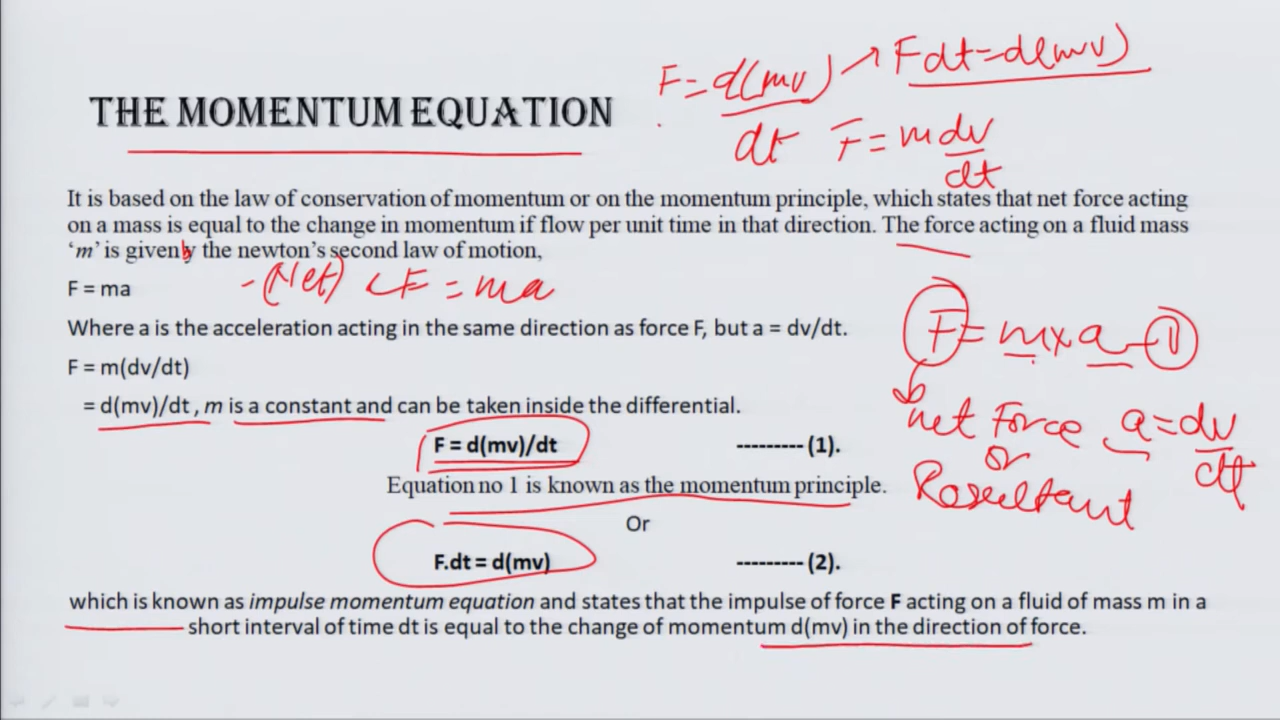 F = d(mv)/dt → Fdt = d(mv)
THE MOMENTUM EQUATION
F = m dv/dt
It is based on the law of conservation of momentum or on the momentum principle, which states that net force acting
on a mass is equal to the change in momentum if flow per unit time in that direction. The force acting on a fluid mass
‘m’ is given by the newton’s second law of motion,
F = ma
- (Net) F = ma
Where a is the acceleration acting in the same direction as force F, but a = dv/dt.
F = m x a - 1
F = m(dv/dt)
= d(mv)/dt , m is a constant and can be taken inside the differential.
net Force
or
Resultant
a = dv/dt
F = d(mv)/dt --------- (1).
Equation no 1 is known as the momentum principle.
Or
F.dt = d(mv) --------- (2).
which is known as impulse momentum equation and states that the impulse of force F acting on a fluid of mass m in a
short interval of time dt is equal to the change of momentum d(mv) in the direction of force.